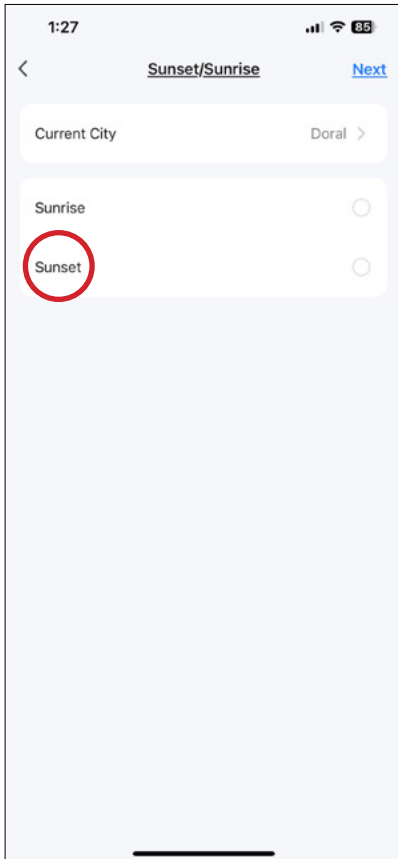 1:27 85
Sunset/Sunrise Next
Current City Doral
Sunrise
Sunset